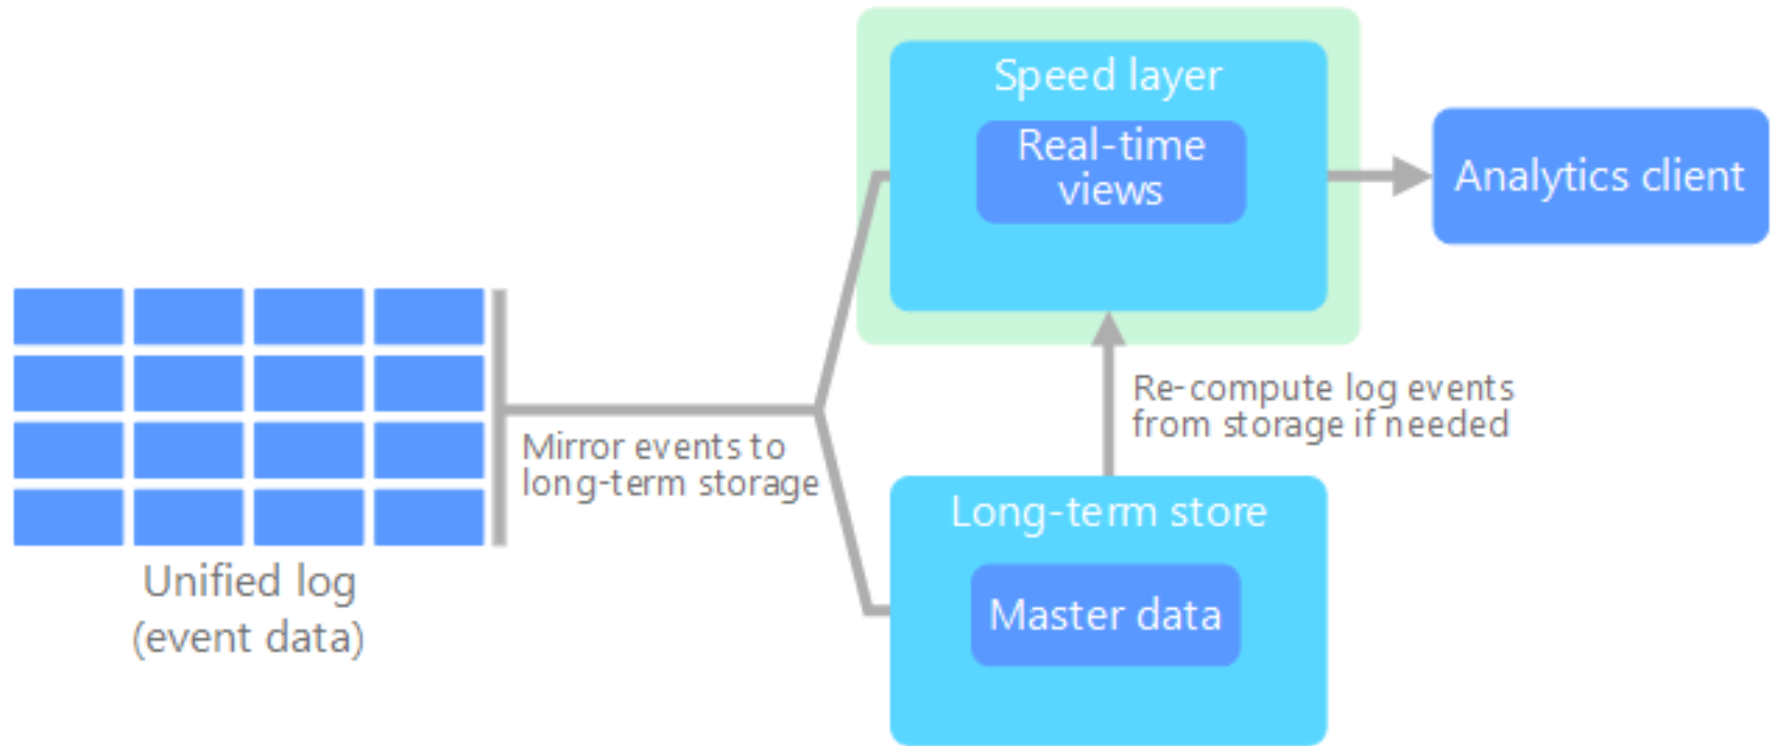 Speed layer
Real-time
views
Analytics client
Re-compute log events
from storage if needed
Mirror events to
long-term storage
Long-term store
Master data
Unified log
(event data)